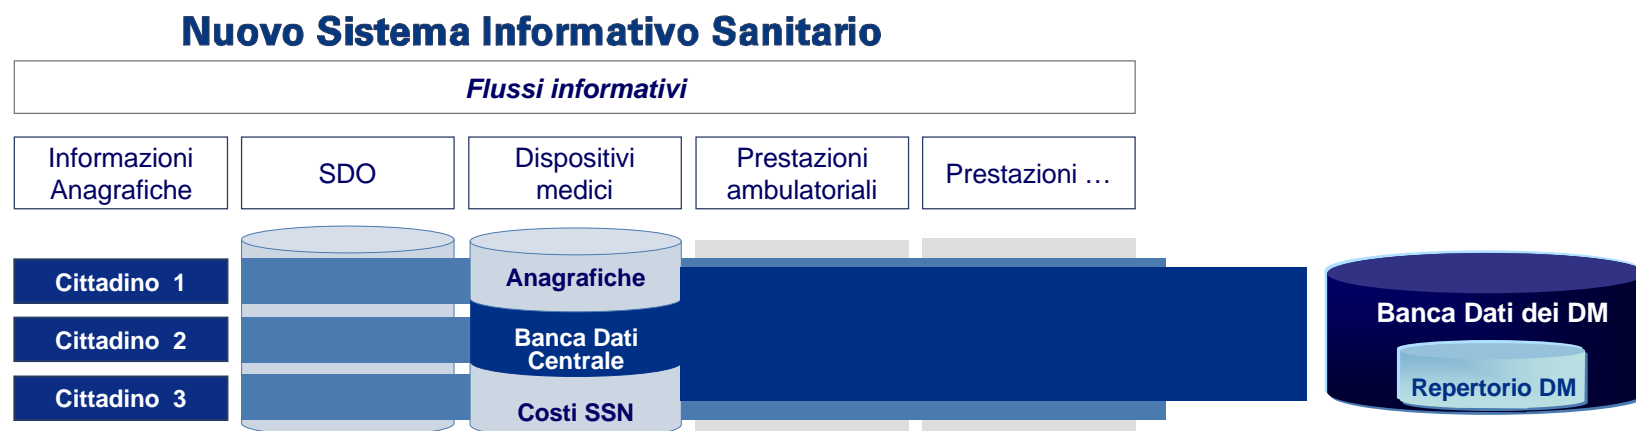 Nuovo Sistema Informativo Sanitario
Flussi informativi
Informazioni
Anagrafiche
SDO
Dispositivi
medici
Prestazioni
ambulatoriali
Prestazioni …
Cittadino 1
Cittadino 2
Cittadino 3
Anagrafiche
Banca Dati
Centrale
Costi SSN
Banca Dati dei DM
Repertorio DM